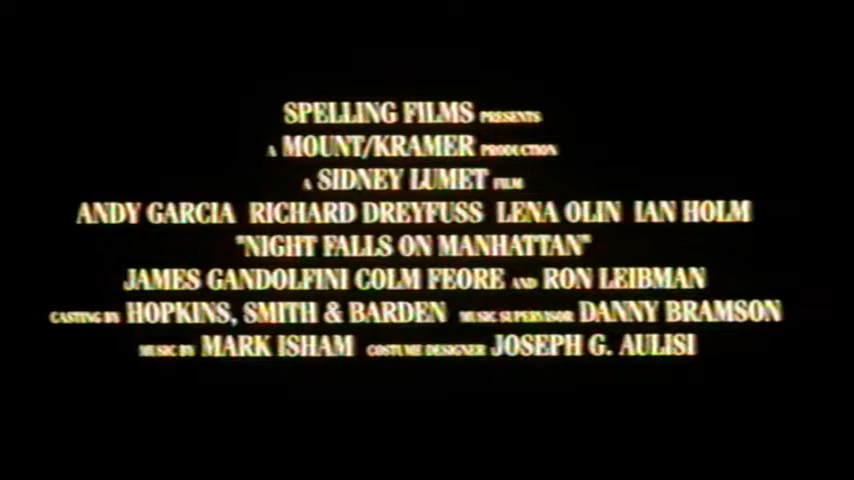 SPELLING FILMS PRESENTS
A MOUNT/KRAMER PRODUCTION
A SIDNEY LUMET FILM
ANDY GARCIA RICHARD DREYFUSS LENA OLIN IAN HOLM
"NIGHT FALLS ON MANHATTAN"
JAMES GANDOLFINI COLM FEORE AND RON LEIBMAN
CASTING BY HOPKINS, SMITH & BARDEN MUSIC SUPERVISOR DANNY BRAMSON
MUSIC BY MARK ISHAM COSTUME DESIGNER JOSEPH G. AULISI